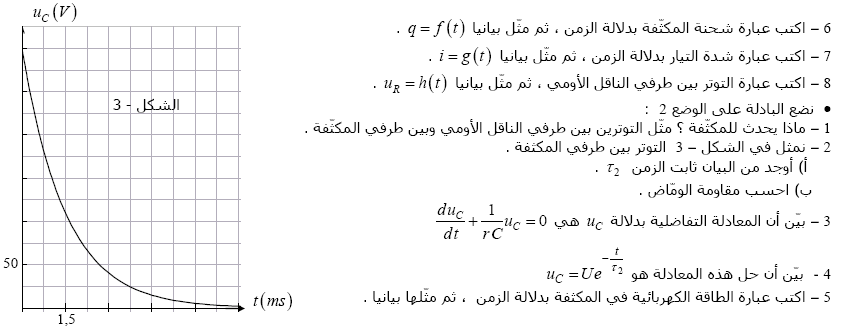 u_C (V)
الشكل - 3
50
1,5
t(ms)
6 – اكتب عبارة شحنة المكثّفة بدلالة الزمن ، ثم مثّل بيانيا q = f(t) .
7 – اكتب عبارة شدة التيار بدلالة الزمن ، ثم مثّل بيانيا i = g(t) .
8 – اكتب عبارة التوتر بين طرفي الناقل الأومي ، ثم مثّل بيانيا u_R = h(t) .
• نضع البادلة على الوضع 2 :
1 – ماذا يحدث للمكثّفة ؟ مثّل التوترين بين طرفي الناقل الأومي وبين طرفي المكثّفة .
2 – نمثل في الشكل – 3 التوتر بين طرفي المكثفة .
أ) أوجد من البيان ثابت الزمن τ_2 .
ب) احسب مقاومة الومّاض .
3 – بيّن أن المعادلة التفاضلية بدلالة u_C هي du_C/dt + 1/rC u_C = 0
4 - بيّن أن حل هذه المعادلة هو u_C = U e^{-t/τ_2}
5 – اكتب عبارة الطاقة الكهربائية في المكثفة بدلالة الزمن ، ثم مثّلها بيانيا .